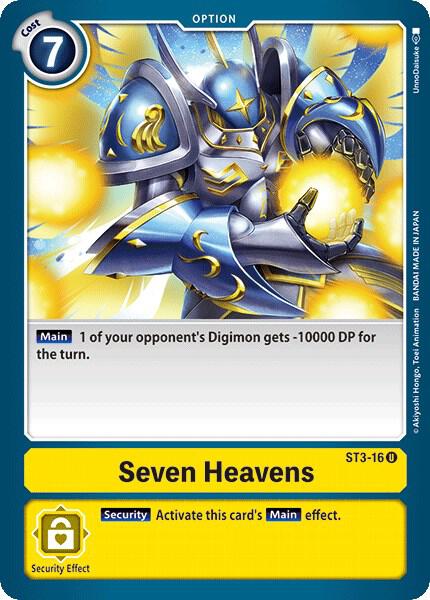 OPTION
Cost
7
UnnoDaisuke
©Akiyoshi Hongo, Toei Animation BANDAI MADE IN JAPAN
Main 1 of your opponent's Digimon gets -10000 DP for
the turn.
ST3-16 U
Seven Heavens
Security Activate this card's Main effect.
Security Effect